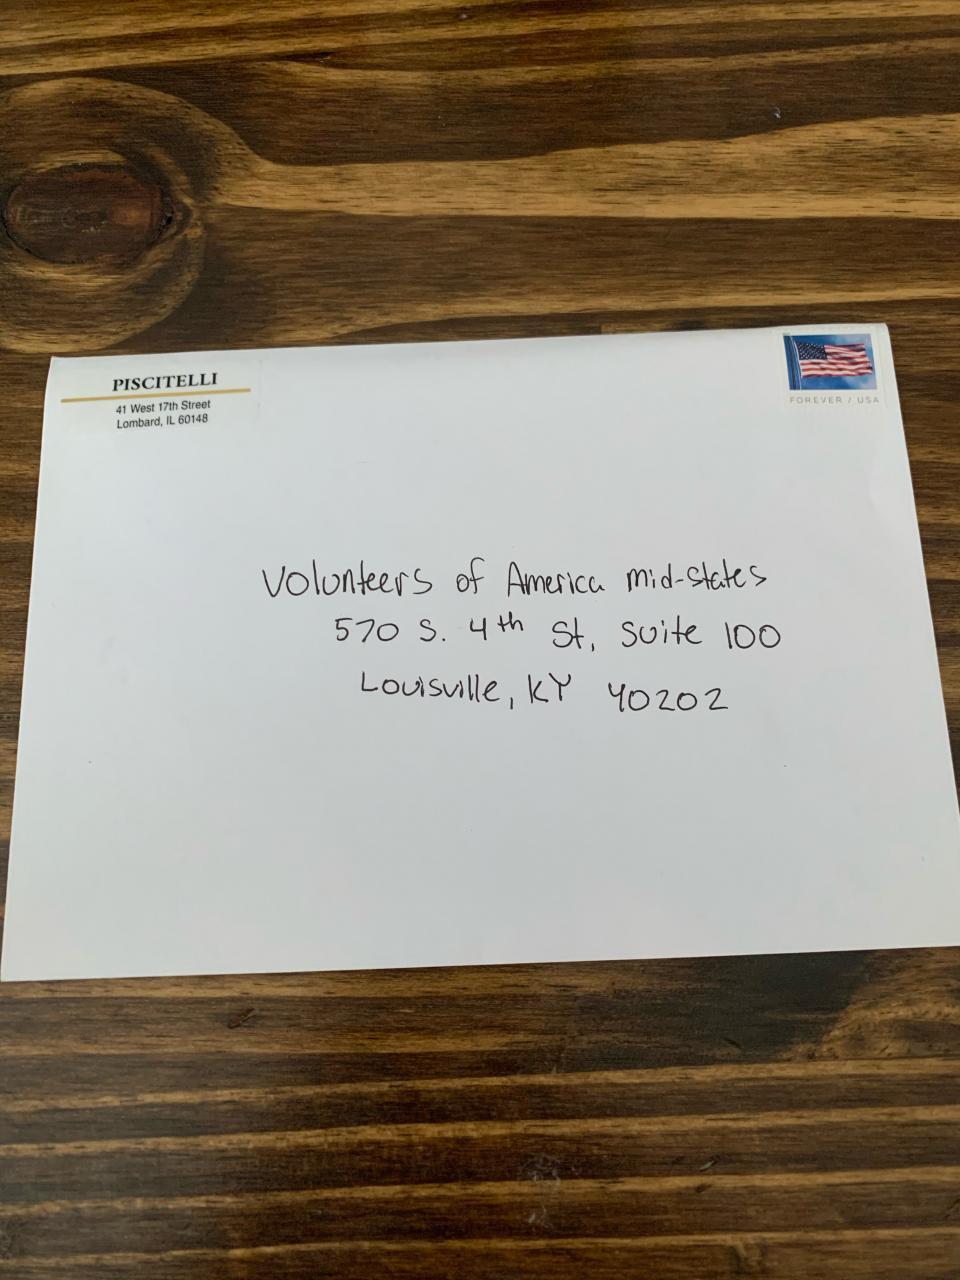 PISCITELLI
41 West 17th Street
Lombard, IL 60148
FOREVER / USA
Volunteers of America mid-states
570 S. 4th St, Suite 100
Louisville, KY 40202